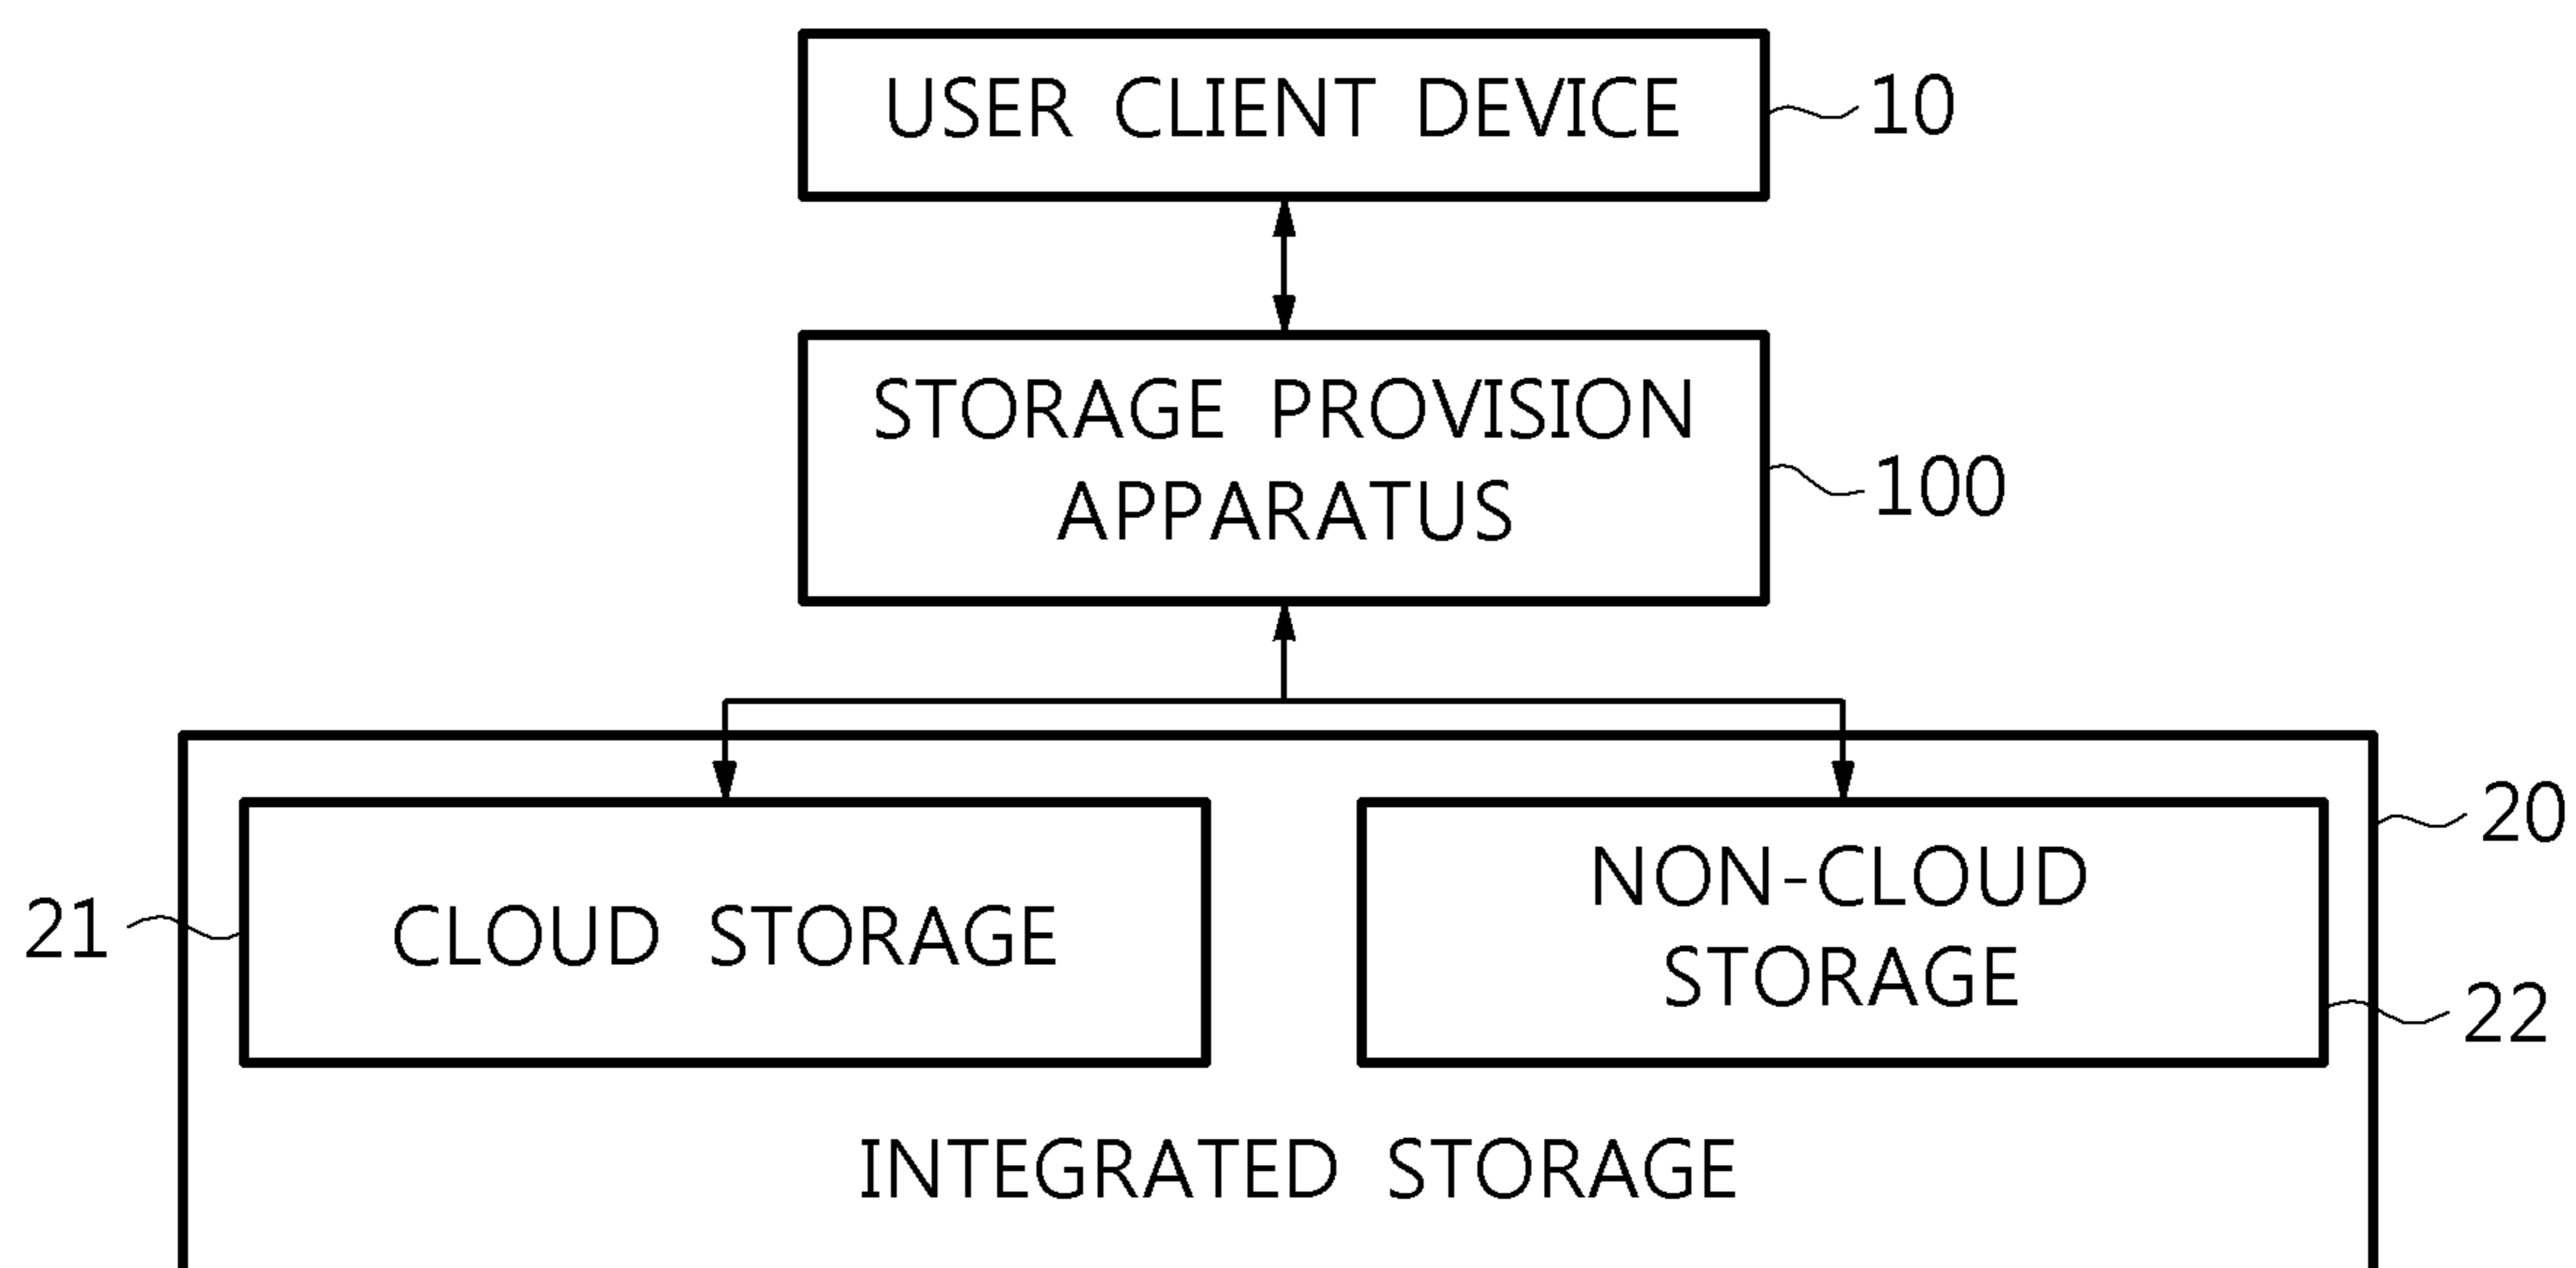 USER CLIENT DEVICE
10
STORAGE PROVISION
APPARATUS
100
20
21
CLOUD STORAGE
NON-CLOUD
STORAGE
22
INTEGRATED STORAGE